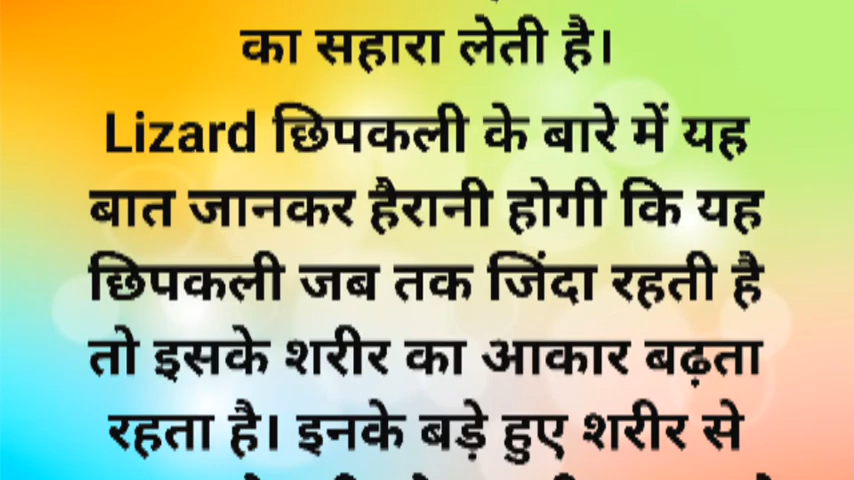 का सहारा लेती है।
Lizard छिपकली के बारे में यह
बात जानकर हैरानी होगी कि यह
छिपकली जब तक जिंदा रहती है
तो इसके शरीर का आकार बढ़ता
रहता है। इनके बड़े हुए शरीर से